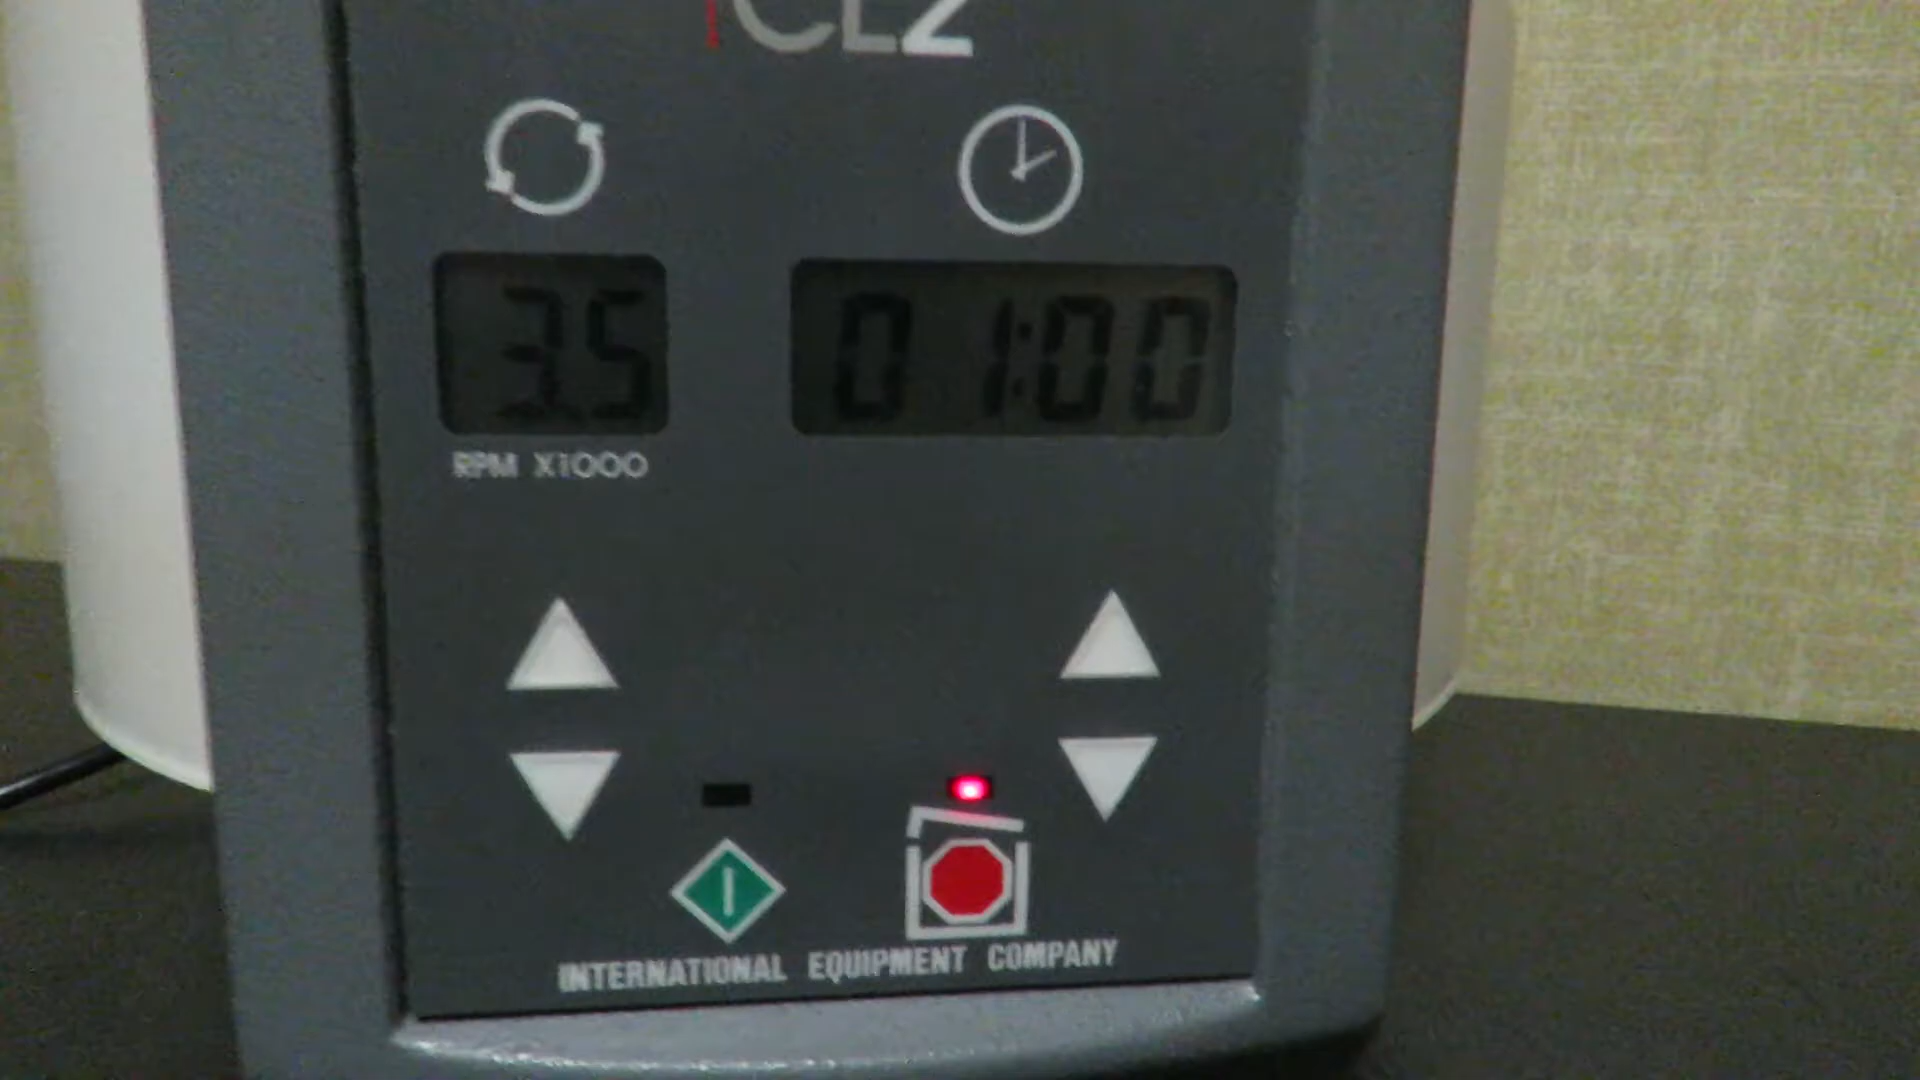 CL2
3.5
01:00
RPM X1000
INTERNATIONAL EQUIPMENT COMPANY